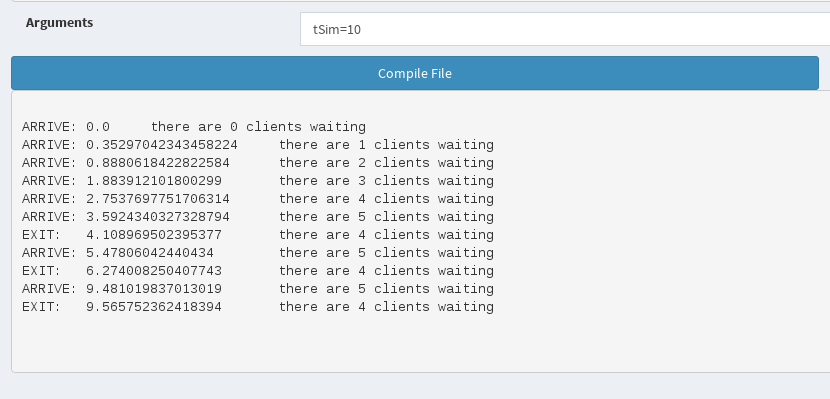 Arguments
tSim=10
Compile File
ARRIVE: 0.0 there are 0 clients waiting
ARRIVE: 0.35297042343458224 there are 1 clients waiting
ARRIVE: 0.8880618422822584 there are 2 clients waiting
ARRIVE: 1.883912101800299 there are 3 clients waiting
ARRIVE: 2.7537697751706314 there are 4 clients waiting
ARRIVE: 3.5924340327328794 there are 5 clients waiting
EXIT: 4.108969502395377 there are 4 clients waiting
ARRIVE: 5.47806042440434 there are 5 clients waiting
EXIT: 6.274008250407743 there are 4 clients waiting
ARRIVE: 9.481019837013019 there are 5 clients waiting
EXIT: 9.565752362418394 there are 4 clients waiting